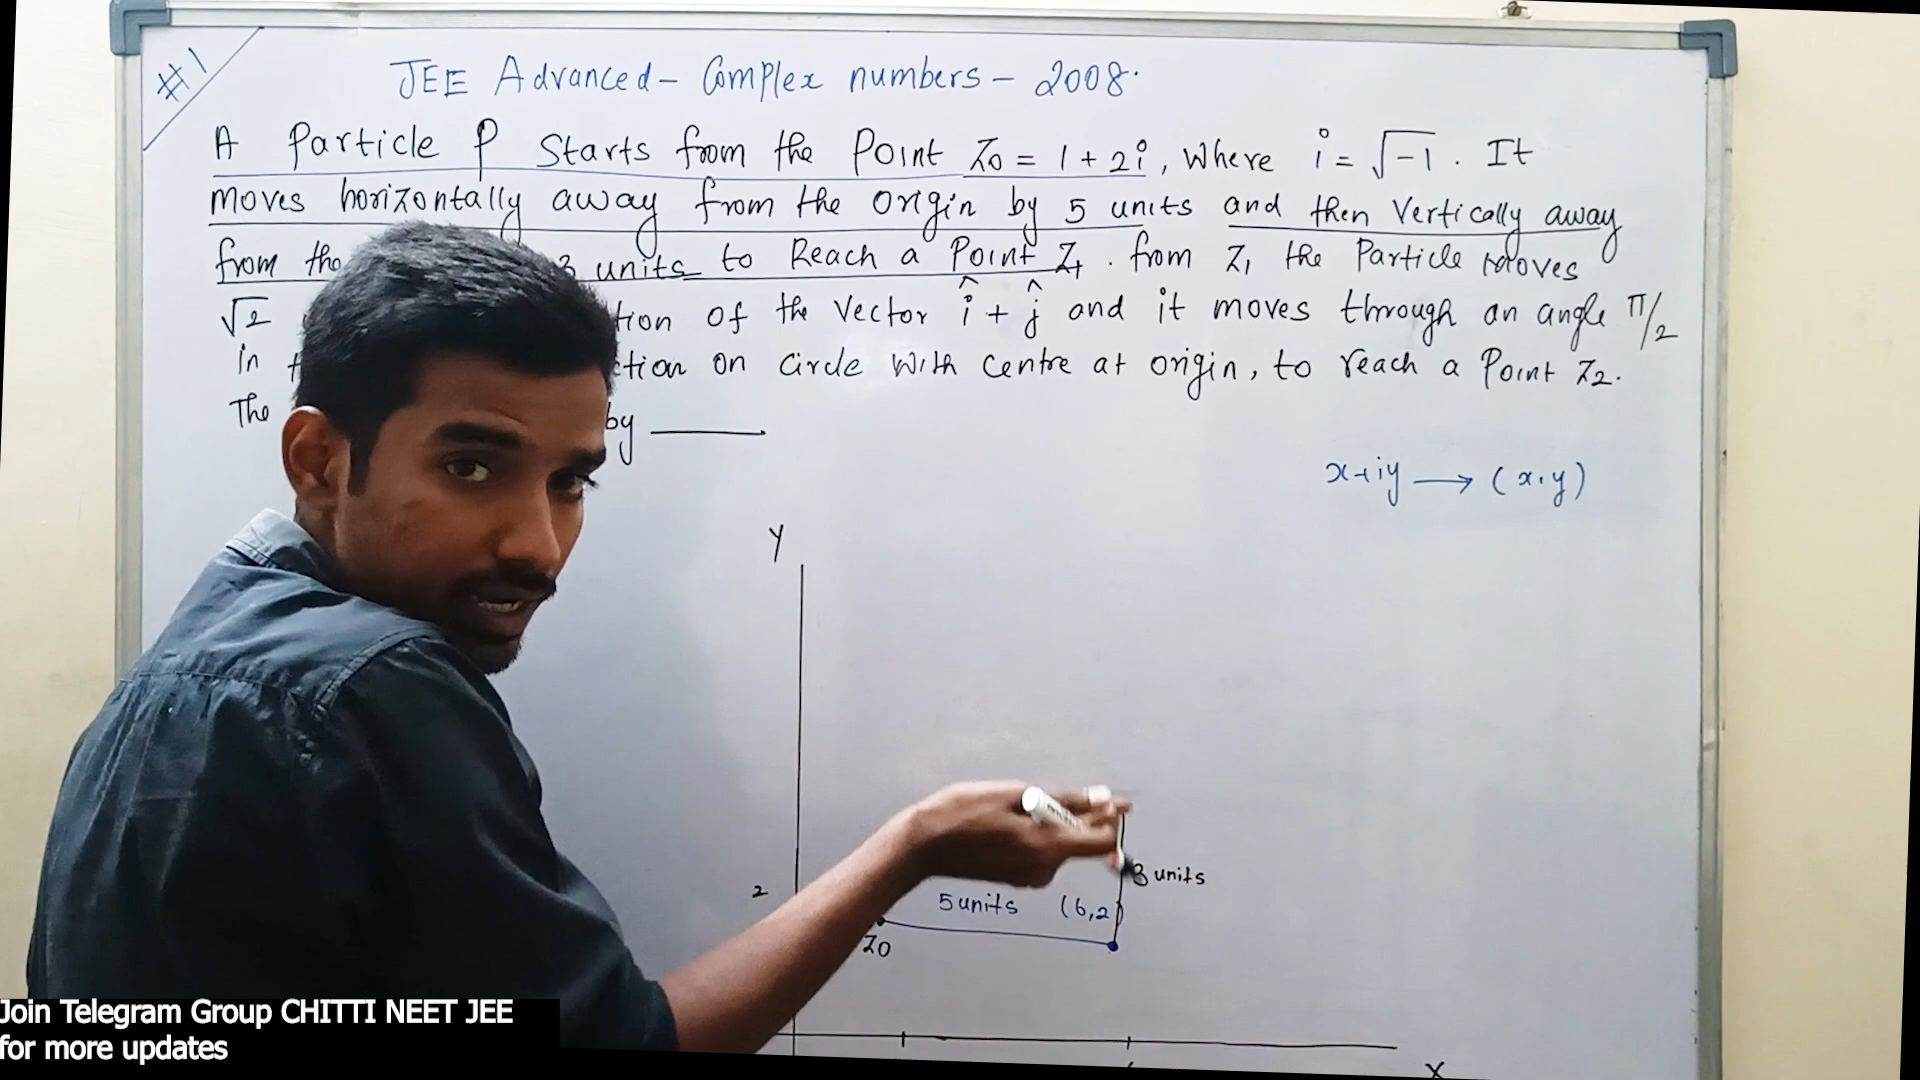 #1
JEE Advanced - Complex numbers - 2008.
A Particle P Starts from the Point Z0 = 1 + 2i, Where i = √-1. It
moves horizontally away from the origin by 5 units and then Vertically away
from the 3 units to Reach a Point Z1. from Z1 the Particle moves
√2 tion of the Vector î + ĵ and it moves through an angle π/2
in ction on Circle With Centre at origin, to reach a Point Z2.
The by ______
x+iy → (x,y)
Y
3 units
2
5 units (6,2)
Z0
X
Join Telegram Group CHITTI NEET JEE
for more updates